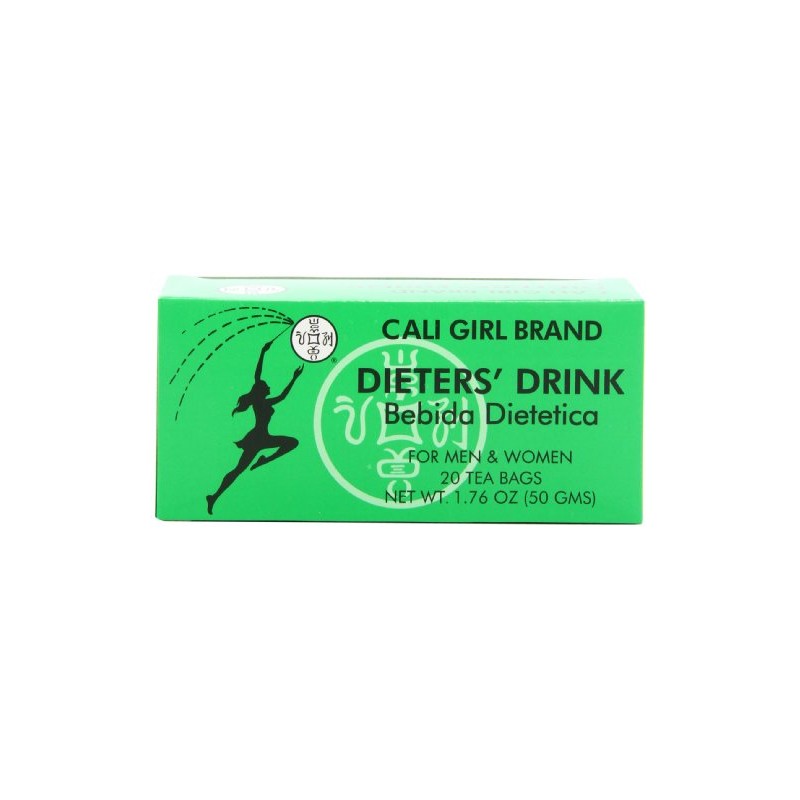 CALI GIRL BRAND
DIETERS' DRINK
Bebida Dietetica
FOR MEN & WOMEN
20 TEA BAGS
NET WT. 1.76 OZ (50 GMS)
®